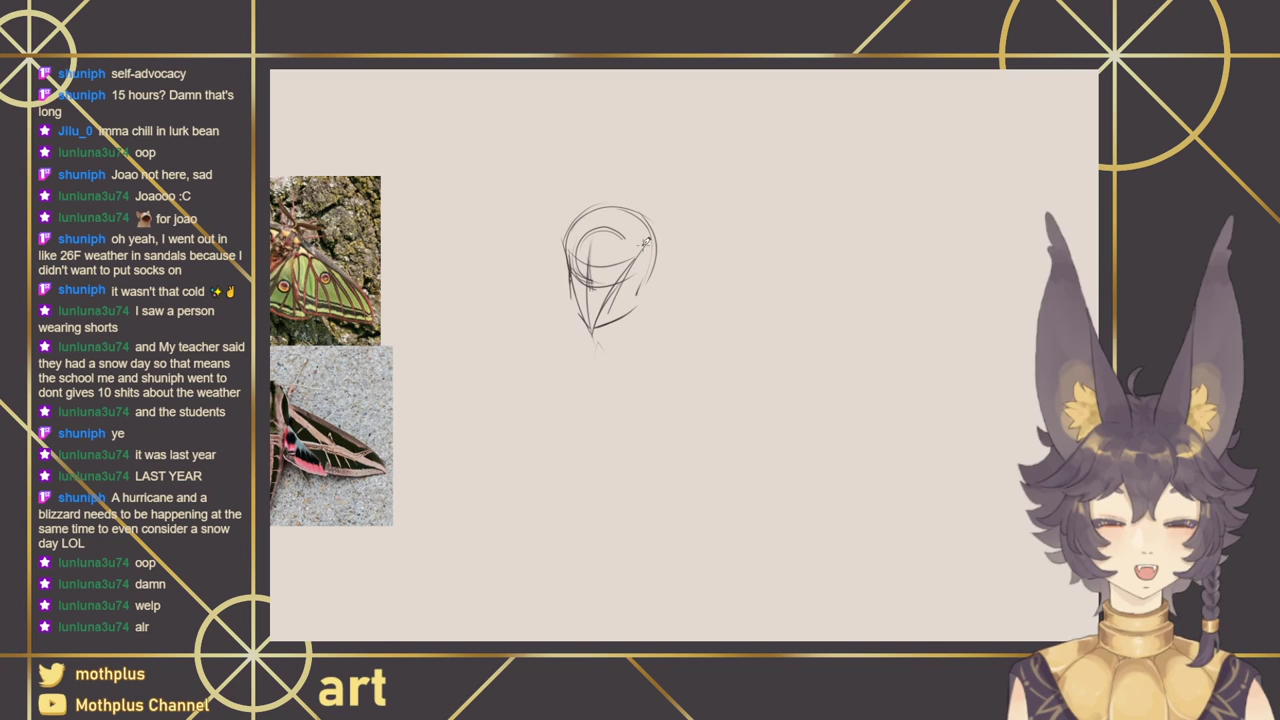 shuniph self-advocacy
shuniph 15 hours? Damn that's
long
Jilu_0 imma chill in lurk bean
lunluna3u74 oop
shuniph Joao not here, sad
lunluna3u74 Joaooo :C
lunluna3u74 for joao
shuniph oh yeah, I went out in
like 26F weather in sandals because I
didn't want to put socks on
shuniph it wasn't that cold ✨✌
lunluna3u74 I saw a person
wearing shorts
lunluna3u74 and My teacher said
they had a snow day so that means
the school me and shuniph went to
dont gives 10 shits about the weather
lunluna3u74 and the students
shuniph ye
lunluna3u74 it was last year
lunluna3u74 LAST YEAR
shuniph A hurricane and a
blizzard needs to be happening at the
same time to even consider a snow
day LOL
lunluna3u74 oop
lunluna3u74 damn
lunluna3u74 welp
lunluna3u74 alr
mothplus
Mothplus Channel
art